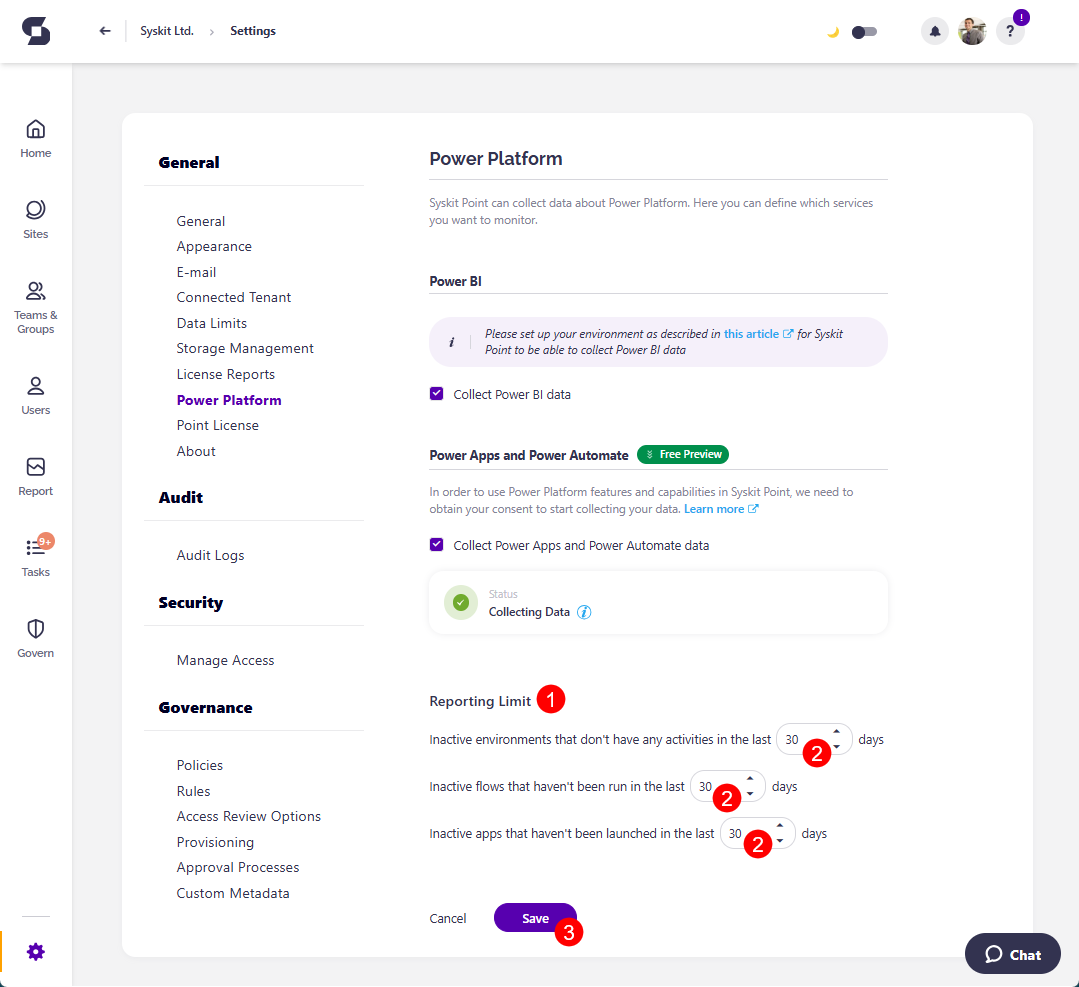 Syskit Ltd. › Settings
?
!
Home
Sites
Teams &
Groups
Users
Report
9+
Tasks
Govern
General
General
Appearance
E-mail
Connected Tenant
Data Limits
Storage Management
License Reports
Power Platform
Point License
About
Audit
Audit Logs
Security
Manage Access
Governance
Policies
Rules
Access Review Options
Provisioning
Approval Processes
Custom Metadata
Power Platform
Syskit Point can collect data about Power Platform. Here you can define which services
you want to monitor.
Power BI
i
Please set up your environment as described in this article for Syskit
Point to be able to collect Power BI data
Collect Power BI data
Power Apps and Power Automate Free Preview
In order to use Power Platform features and capabilities in Syskit Point, we need to
obtain your consent to start collecting your data. Learn more
Collect Power Apps and Power Automate data
Status
Collecting Data i
Reporting Limit 1
Inactive environments that don't have any activities in the last 30 days
2
Inactive flows that haven't been run in the last 30 days
2
Inactive apps that haven't been launched in the last 30 days
2
Cancel Save
3
Chat